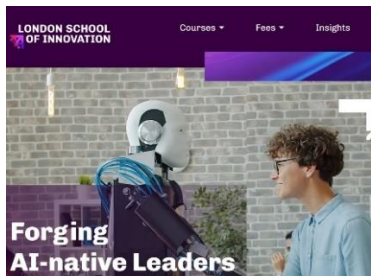 LONDON SCHOOL
OF INNOVATION
Courses
Fees
Insights
Forging
AI-native Leaders